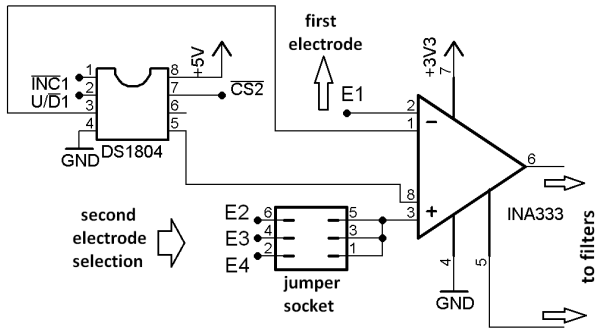 first
electrode
+5V
+3V3
INC1
1
8
7
E1
U/D1
2
7
CS2
2
3
6
1
4
5
GND
DS1804
6
8
second
electrode
selection
E2
6
5
3
E3
4
3
INA333
E4
2
1
4
5
to filters
jumper
socket
GND